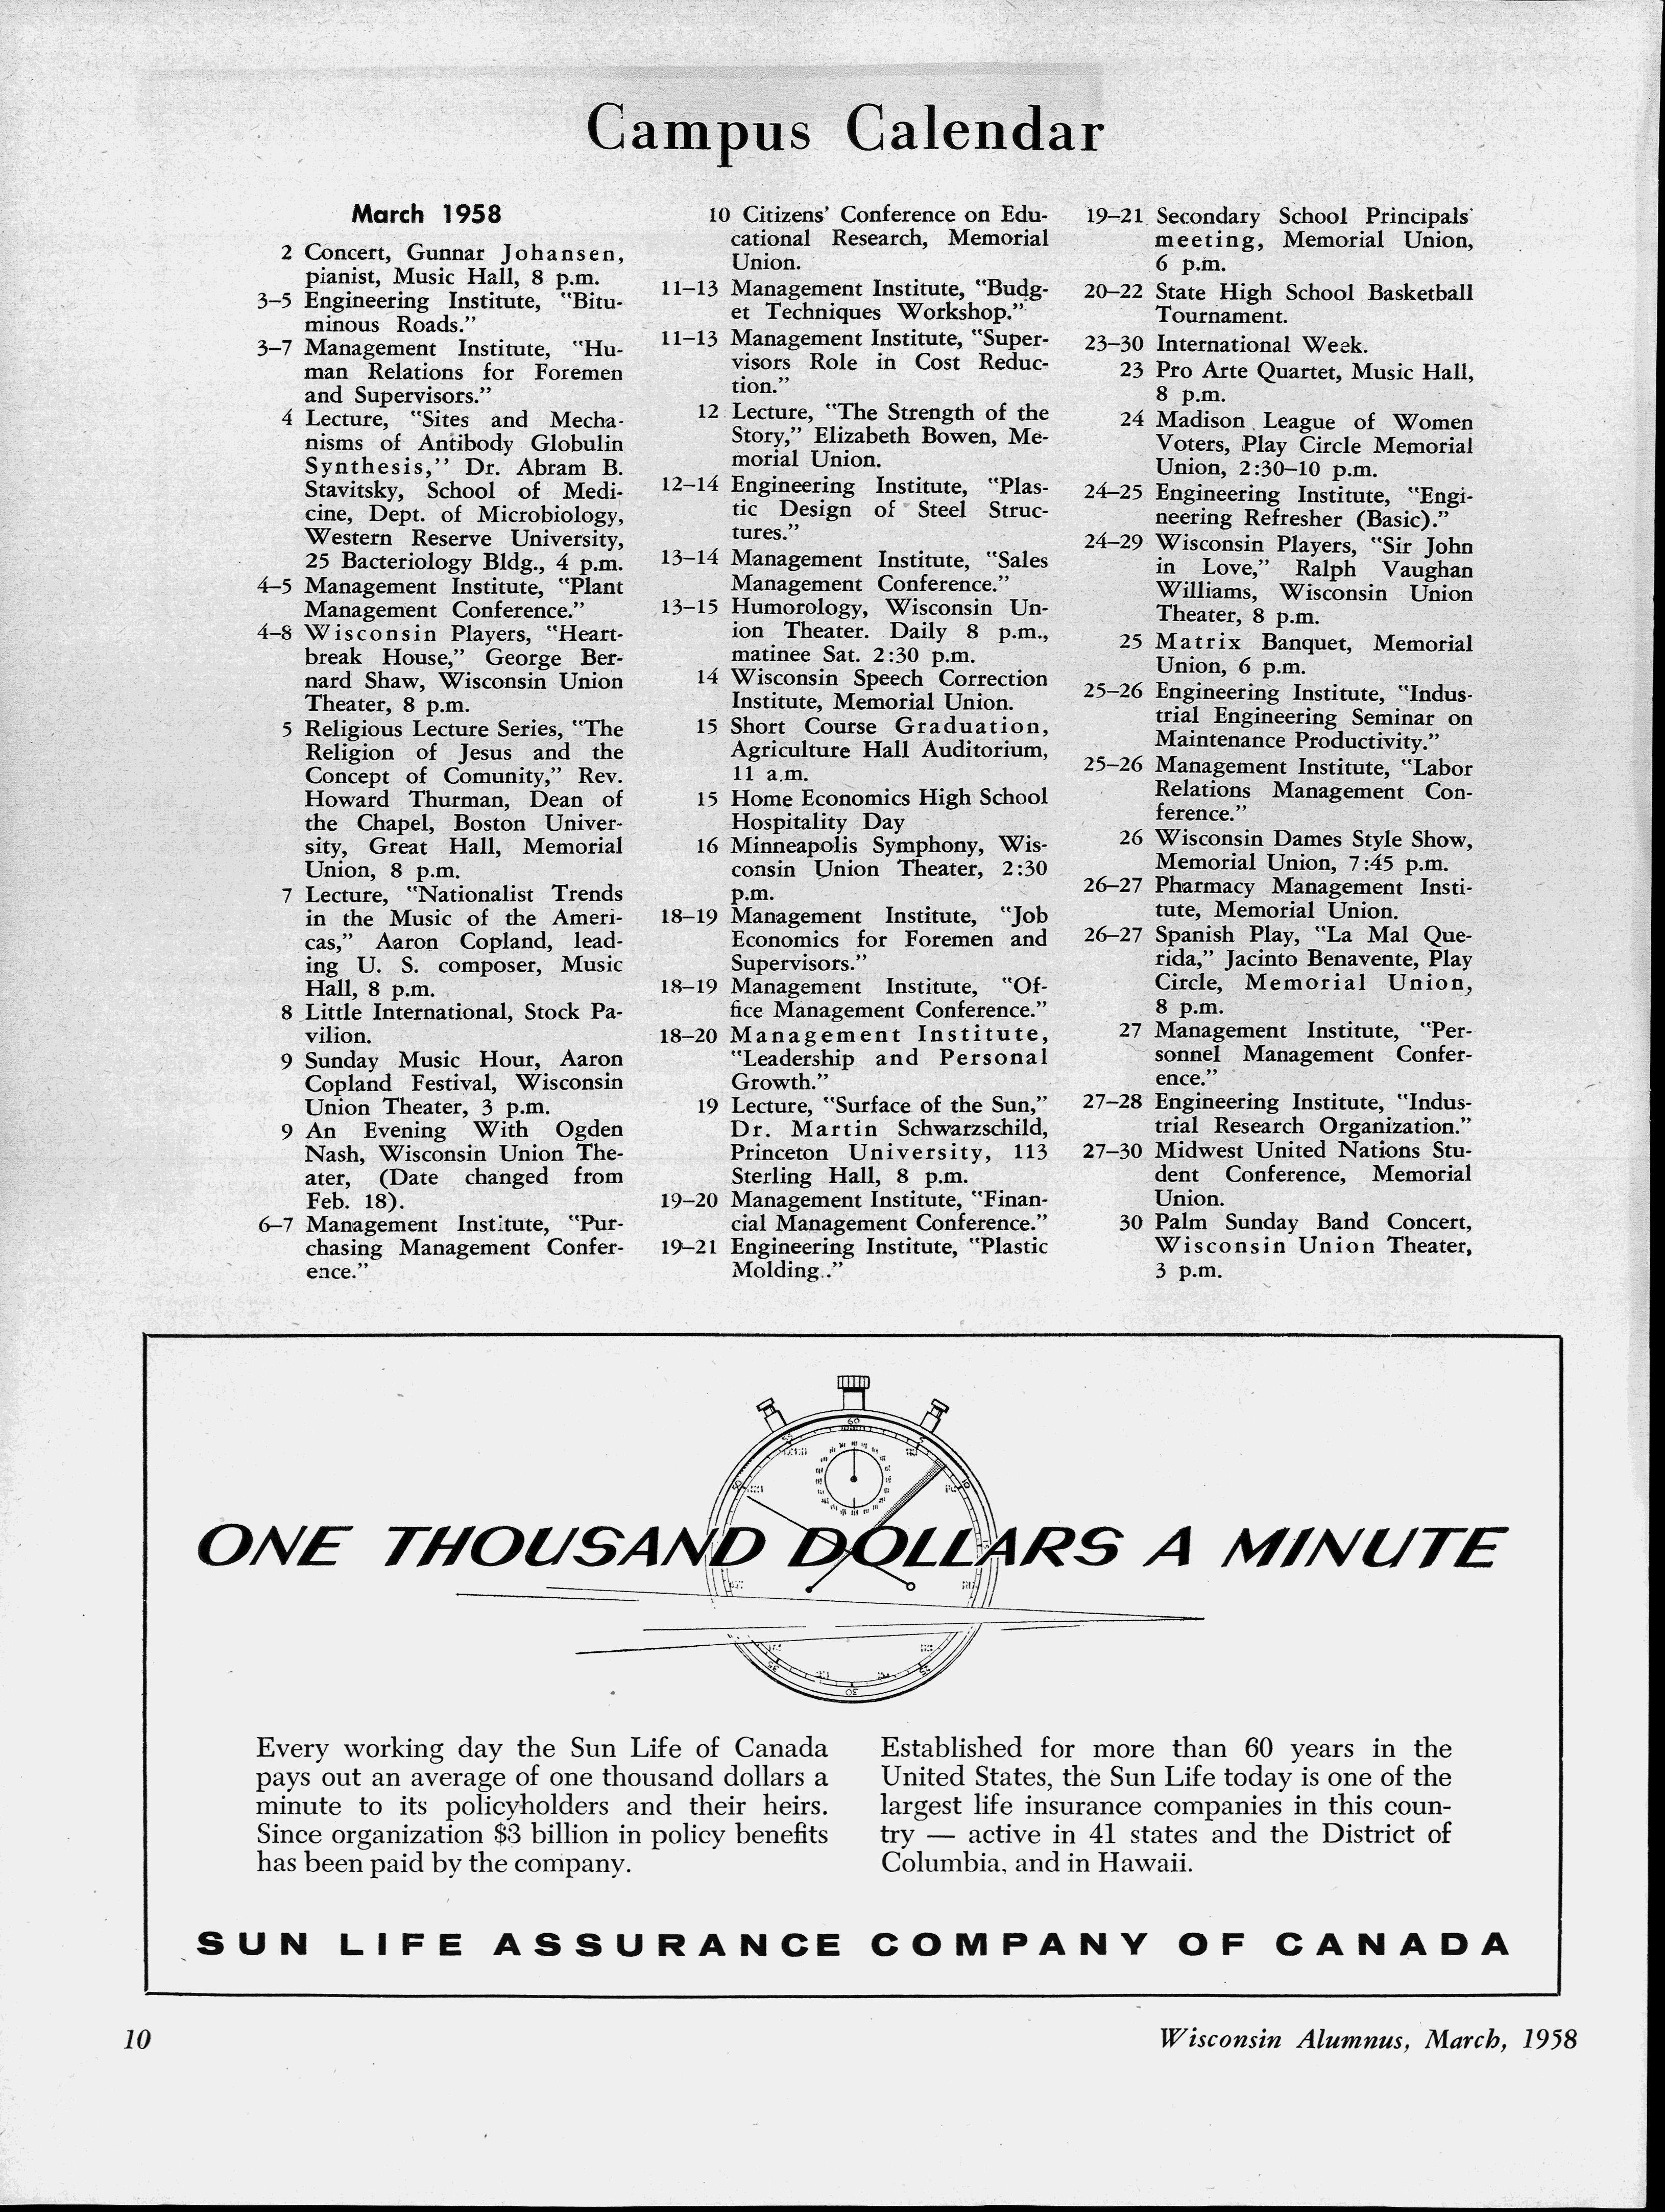 Campus Calendar
March 1958
2 Concert, Gunnar Johansen,
pianist, Music Hall, 8 p.m.
3–5 Engineering Institute, "Bitu-
minous Roads."
3–7 Management Institute, "Hu-
man Relations for Foremen
and Supervisors."
4 Lecture, "Sites and Mecha-
nisms of Antibody Globulin
Synthesis," Dr. Abram B.
Stavitsky, School of Medi-
cine, Dept. of Microbiology,
Western Reserve University,
25 Bacteriology Bldg., 4 p.m.
4–5 Management Institute, "Plant
Management Conference."
4–8 Wisconsin Players, "Heart-
break House," George Ber-
nard Shaw, Wisconsin Union
Theater, 8 p.m.
5 Religious Lecture Series, "The
Religion of Jesus and the
Concept of Comunity," Rev.
Howard Thurman, Dean of
the Chapel, Boston Univer-
sity, Great Hall, Memorial
Union, 8 p.m.
7 Lecture, "Nationalist Trends
in the Music of the Ameri-
cas," Aaron Copland, lead-
ing U. S. composer, Music
Hall, 8 p.m.
8 Little International, Stock Pa-
vilion.
9 Sunday Music Hour, Aaron
Copland Festival, Wisconsin
Union Theater, 3 p.m.
9 An Evening With Ogden
Nash, Wisconsin Union The-
ater, (Date changed from
Feb. 18).
6–7 Management Institute, "Pur-
chasing Management Confer-
ence."
10 Citizens' Conference on Edu-
cational Research, Memorial
Union.
11–13 Management Institute, "Budg-
et Techniques Workshop."
11–13 Management Institute, "Super-
visors Role in Cost Reduc-
tion."
12 Lecture, "The Strength of the
Story," Elizabeth Bowen, Me-
morial Union.
12–14 Engineering Institute, "Plas-
tic Design of Steel Struc-
tures."
13–14 Management Institute, "Sales
Management Conference."
13–15 Humorology, Wisconsin Un-
ion Theater. Daily 8 p.m.,
matinee Sat. 2:30 p.m.
14 Wisconsin Speech Correction
Institute, Memorial Union.
15 Short Course Graduation,
Agriculture Hall Auditorium,
11 a.m.
15 Home Economics High School
Hospitality Day
16 Minneapolis Symphony, Wis-
consin Union Theater, 2:30
p.m.
18–19 Management Institute, "Job
Economics for Foremen and
Supervisors."
18–19 Management Institute, "Of-
fice Management Conference."
18–20 Management Institute,
"Leadership and Personal
Growth."
19 Lecture, "Surface of the Sun,"
Dr. Martin Schwarzschild,
Princeton University, 113
Sterling Hall, 8 p.m.
19–20 Management Institute, "Finan-
cial Management Conference."
19–21 Engineering Institute, "Plastic
Molding.."
19–21 Secondary School Principals'
meeting, Memorial Union,
6 p.m.
20–22 State High School Basketball
Tournament.
23–30 International Week.
23 Pro Arte Quartet, Music Hall,
8 p.m.
24 Madison League of Women
Voters, Play Circle Memorial
Union, 2:30–10 p.m.
24–25 Engineering Institute, "Engi-
neering Refresher (Basic)."
24–29 Wisconsin Players, "Sir John
in Love," Ralph Vaughan
Williams, Wisconsin Union
Theater, 8 p.m.
25 Matrix Banquet, Memorial
Union, 6 p.m.
25–26 Engineering Institute, "Indus-
trial Engineering Seminar on
Maintenance Productivity."
25–26 Management Institute, "Labor
Relations Management Con-
ference."
26 Wisconsin Dames Style Show,
Memorial Union, 7:45 p.m.
26–27 Pharmacy Management Insti-
tute, Memorial Union.
26–27 Spanish Play, "La Mal Que-
rida," Jacinto Benavente, Play
Circle, Memorial Union,
8 p.m.
27 Management Institute, "Per-
sonnel Management Confer-
ence."
27–28 Engineering Institute, "Indus-
trial Research Organization."
27–30 Midwest United Nations Stu-
dent Conference, Memorial
Union.
30 Palm Sunday Band Concert,
Wisconsin Union Theater,
3 p.m.
60
10
30
ONE THOUSAND DOLLARS A MINUTE
Every working day the Sun Life of Canada
pays out an average of one thousand dollars a
minute to its policyholders and their heirs.
Since organization $3 billion in policy benefits
has been paid by the company.
Established for more than 60 years in the
United States, the Sun Life today is one of the
largest life insurance companies in this coun-
try — active in 41 states and the District of
Columbia, and in Hawaii.
SUN LIFE ASSURANCE COMPANY OF CANADA
10
Wisconsin Alumnus, March, 1958